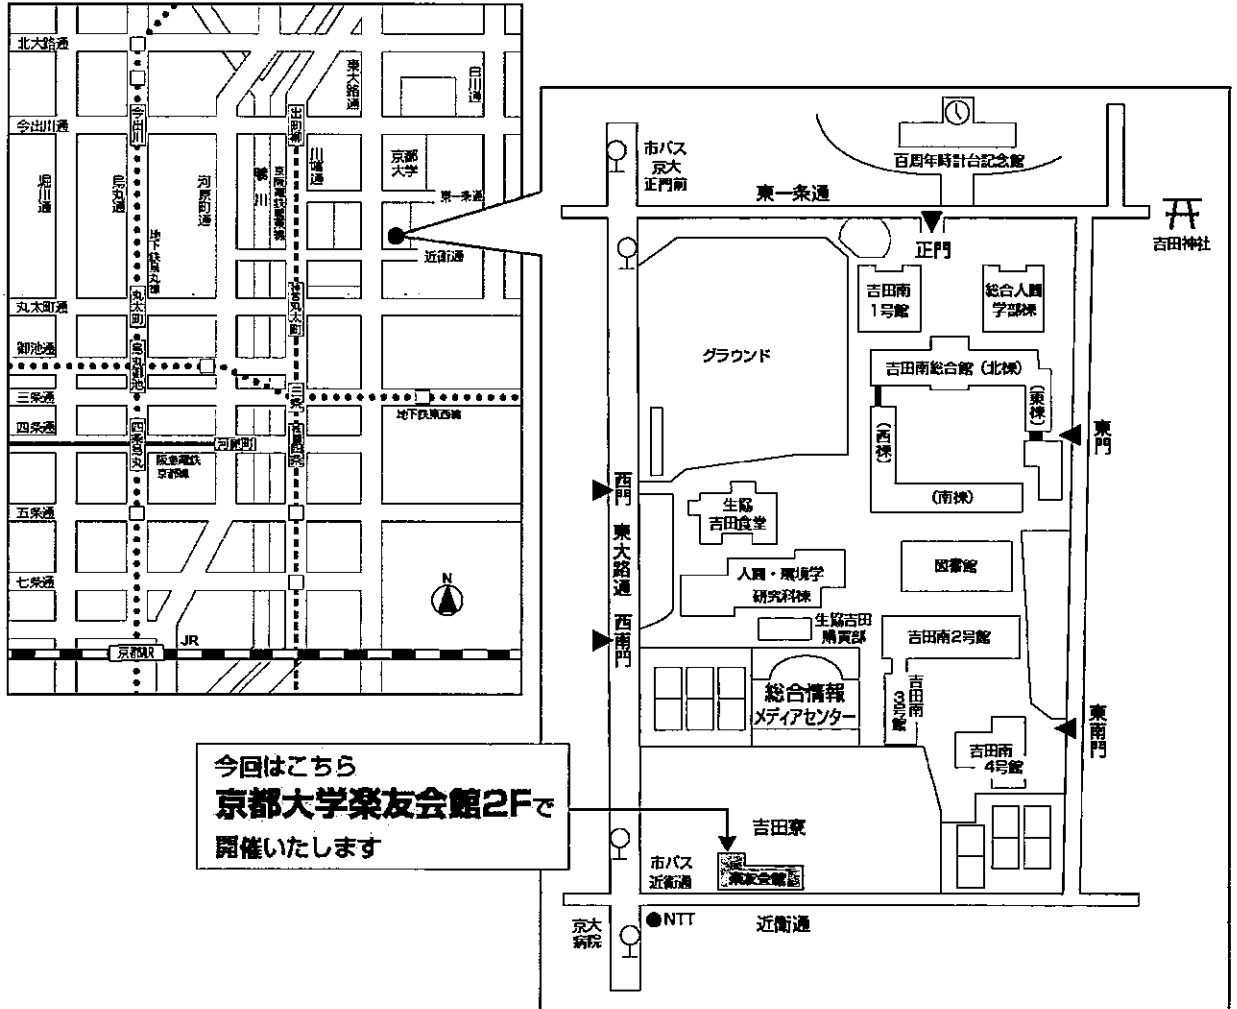 北大路通
今出川通
堀川通
烏丸通
河原町通
鴨川
京阪電鉄鴨東線
川端通
東大路通
白川通
今出川
出町柳
京都
大学
東一条通
近衛通
地下鉄烏丸線
丸太町通
丸太町
神宮丸太町
御池通
烏丸御池
三条通
三条
地下鉄東西線
四条通
四条烏丸
河原町
阪急電鉄
京都線
五条通
七条通
N
JR
京都駅
市バス
京大
正門前
百周年時計台記念館
東一条通
正門
吉田神社
吉田南
1号館
総合人間
学部棟
グラウンド
吉田南総合館(北棟)
(東棟)
(西棟)
(南棟)
東門
西門
生協
吉田食堂
東大路通
人間・環境学
研究科棟
図書館
西南門
生協吉田
購買部
吉田南2号館
総合情報
メディアセンター
吉田南
3号館
東南門
吉田南
4号館
今回はこちら
京都大学楽友会館2Fで
開催いたします
吉田寮
市バス
近衛通
楽友会館
京大
病院
NTT
近衛通